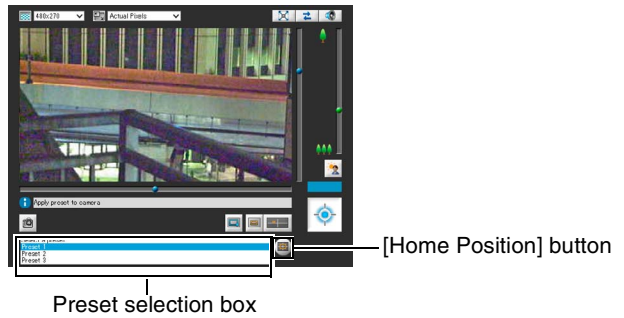 480x270
Actual Pixels
Apply preset to camera
Preset 1
Preset 2
Preset 3
[Home Position] button
Preset selection box